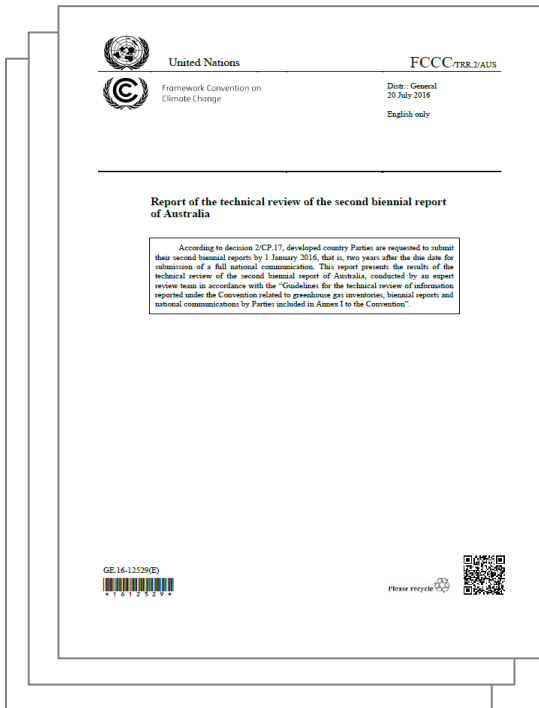 United Nations
FCCC/TRR.2/AUS
Framework Convention on
Climate Change
Distr.: General
20 July 2016
English only
Report of the technical review of the second biennial report
of Australia
According to decision 2/CP.17, developed country Parties are requested to submit
their second biennial reports by 1 January 2016, that is, two years after the due date for
submission of a full national communication. This report presents the results of the
technical review of the second biennial report of Australia, conducted by an expert
review team in accordance with the “Guidelines for the technical review of information
reported under the Convention related to greenhouse gas inventories, biennial reports and
national communications by Parties included in Annex I to the Convention”.
GE.16-12529(E)
*1612529*
Please recycle